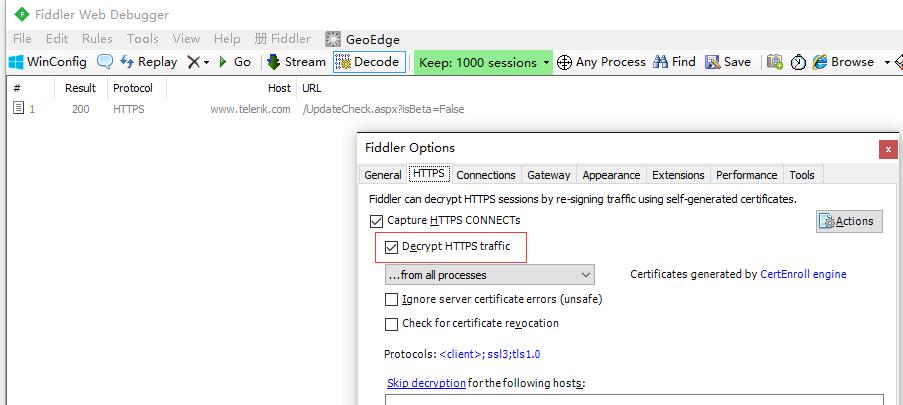 Fiddler Web Debugger
File Edit Rules Tools View Help 册 Fiddler GeoEdge
WinConfig Replay Go Stream Decode Keep: 1000 sessions Any Process Find Save Browse
# Result Protocol Host URL
1 200 HTTPS www.telerik.com /UpdateCheck.aspx?isBeta=False
Fiddler Options
General HTTPS Connections Gateway Appearance Extensions Performance Tools
Fiddler can decrypt HTTPS sessions by re-signing traffic using self-generated certificates.
Capture HTTPS CONNECTs
Actions
Decrypt HTTPS traffic
...from all processes
Certificates generated by CertEnroll engine
Ignore server certificate errors (unsafe)
Check for certificate revocation
Protocols: <client>; ssl3;tls1.0
Skip decryption for the following hosts: